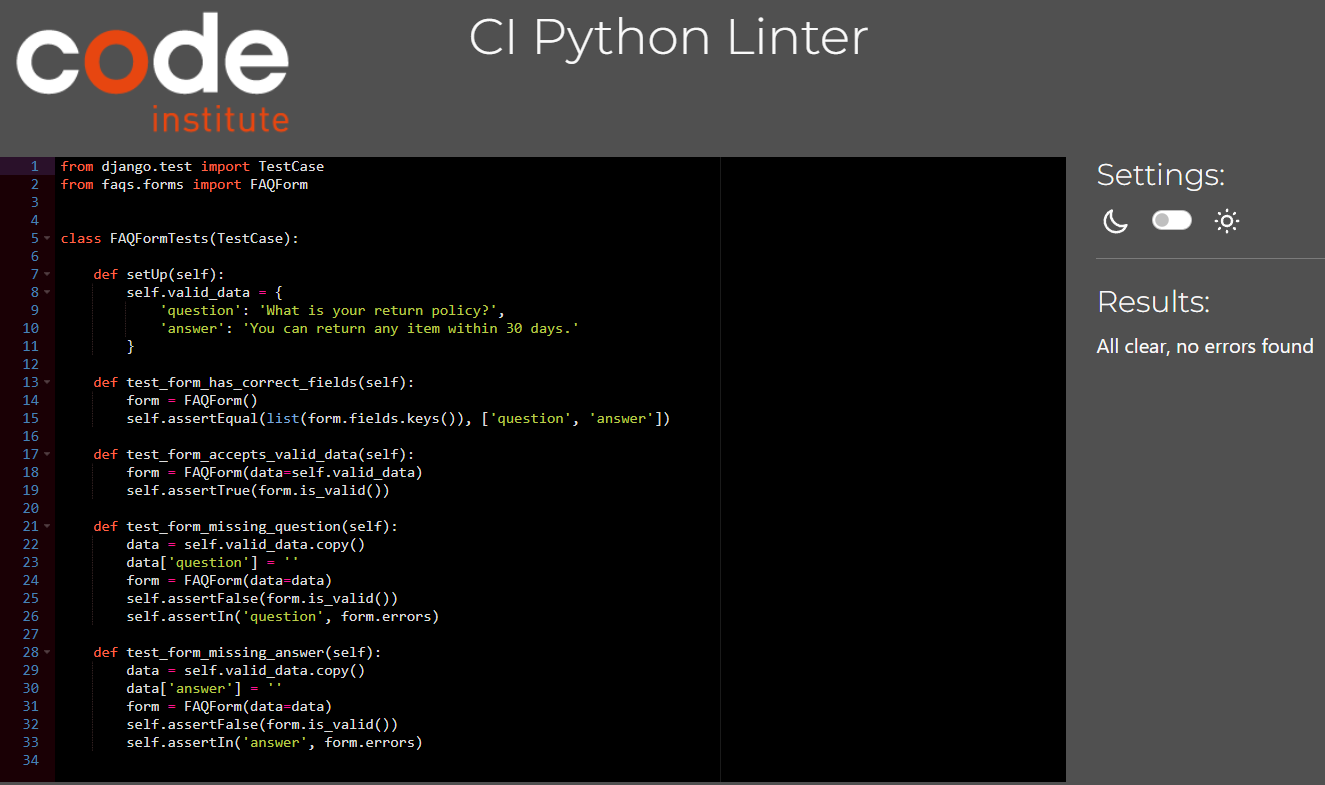 code
institute
CI Python Linter
1 from django.test import TestCase
2 from faqs.forms import FAQForm
3
4
5 class FAQFormTests(TestCase):
6
7     def setUp(self):
8         self.valid_data = {
9             'question': 'What is your return policy?',
10             'answer': 'You can return any item within 30 days.'
11         }
12
13     def test_form_has_correct_fields(self):
14         form = FAQForm()
15         self.assertEqual(list(form.fields.keys()), ['question', 'answer'])
16
17     def test_form_accepts_valid_data(self):
18         form = FAQForm(data=self.valid_data)
19         self.assertTrue(form.is_valid())
20
21     def test_form_missing_question(self):
22         data = self.valid_data.copy()
23         data['question'] = ''
24         form = FAQForm(data=data)
25         self.assertFalse(form.is_valid())
26         self.assertIn('question', form.errors)
27
28     def test_form_missing_answer(self):
29         data = self.valid_data.copy()
30         data['answer'] = ''
31         form = FAQForm(data=data)
32         self.assertFalse(form.is_valid())
33         self.assertIn('answer', form.errors)
34
Settings:
Results:
All clear, no errors found